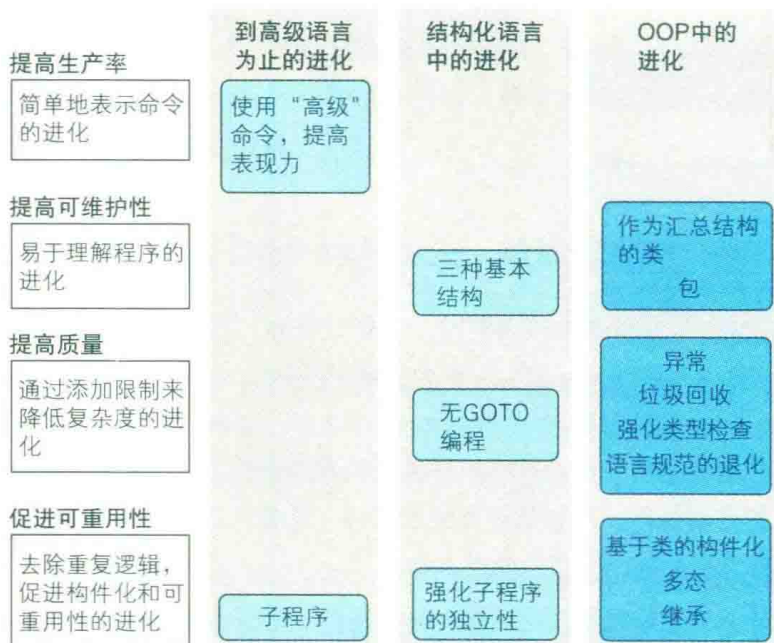 到高级语言
为止的进化
结构化语言
中的进化
OOP中的
进化
提高生产率
简单地表示命令
的进化
使用“高级”
命令，提高
表现力
提高可维护性
易于理解程序的
进化
三种基本
结构
作为汇总结构
的类
包
提高质量
通过添加限制来
降低复杂度的进
化
无GOTO
编程
异常
垃圾回收
强化类型检查
语言规范的退化
促进可重用性
去除重复逻辑，
促进构件化和可
重用性的进化
子程序
强化子程序
的独立性
基于类的构件化
多态
继承